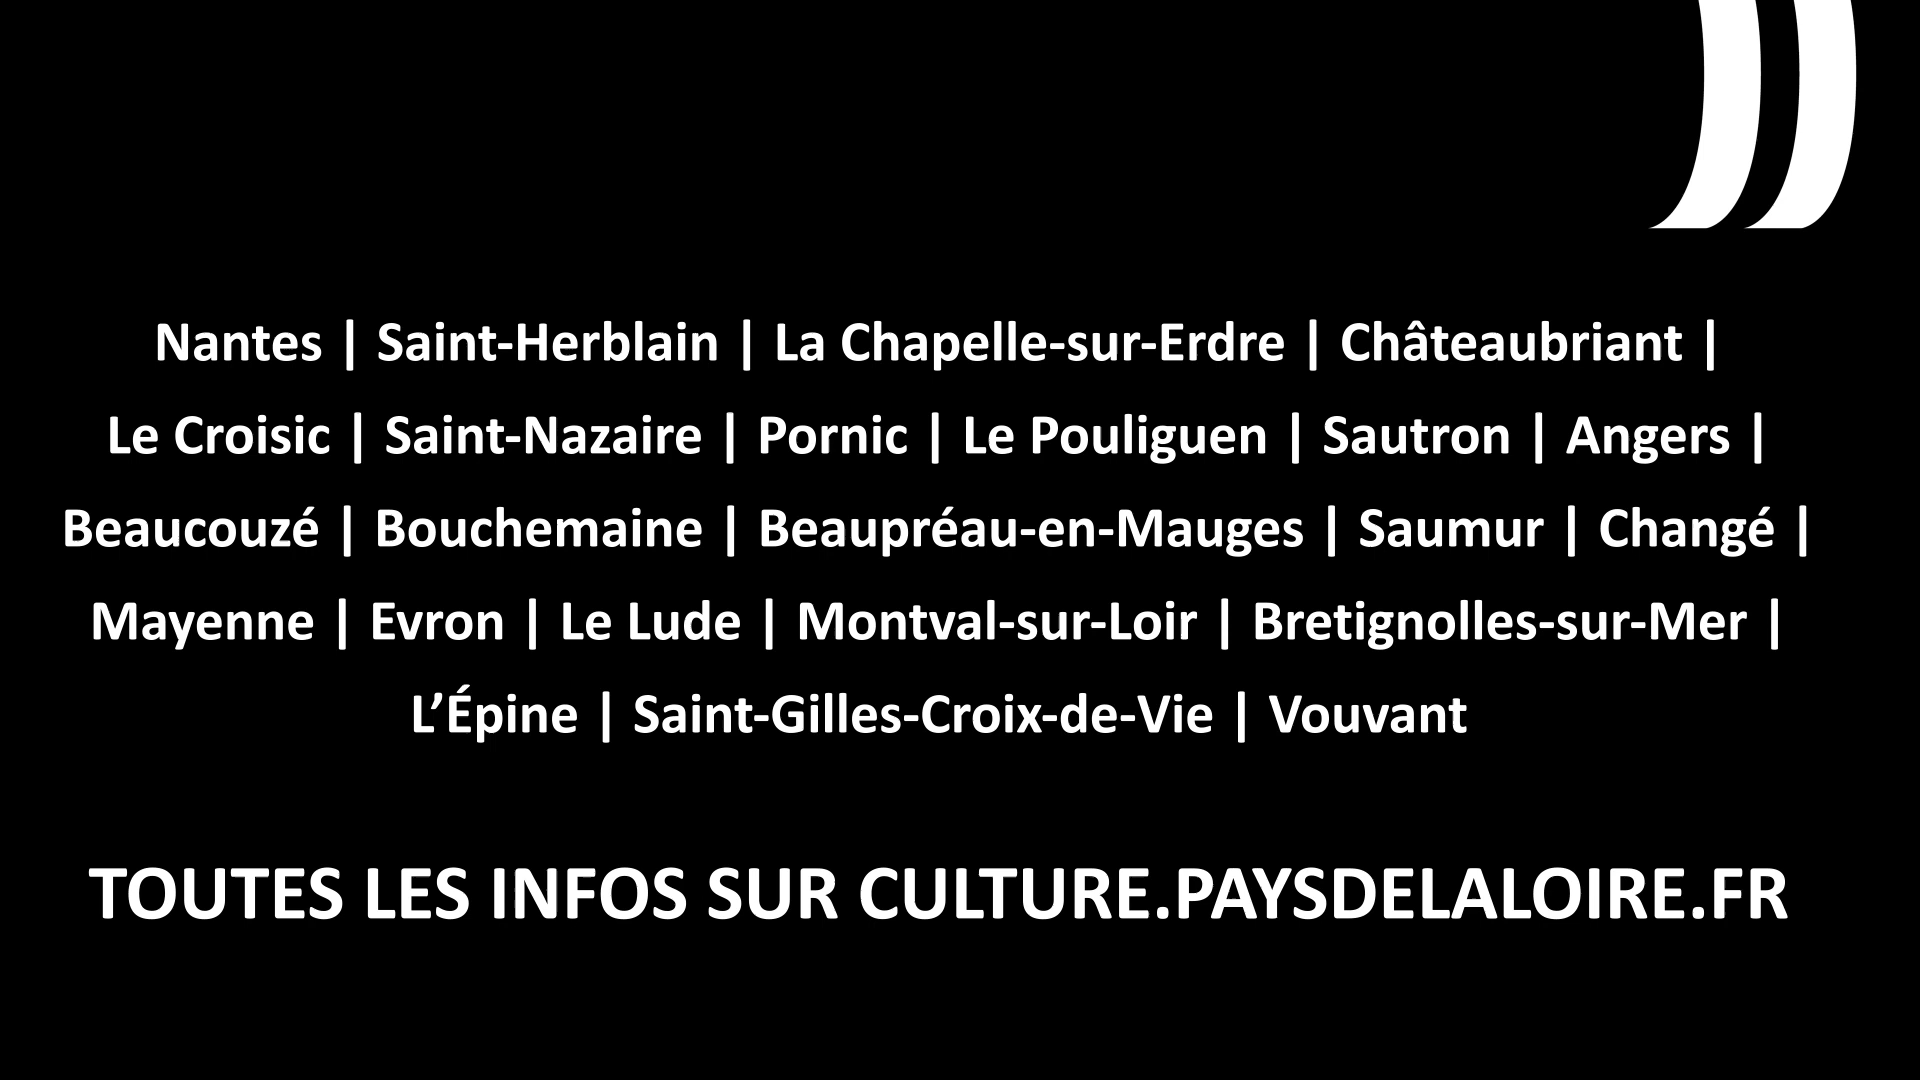 Nantes | Saint-Herblain | La Chapelle-sur-Erdre | Châteaubriant |
Le Croisic | Saint-Nazaire | Pornic | Le Pouliguen | Sautron | Angers |
Beaucouzé | Bouchemaine | Beaupréau-en-Mauges | Saumur | Changé |
Mayenne | Evron | Le Lude | Montval-sur-Loir | Bretignolles-sur-Mer |
L’Épine | Saint-Gilles-Croix-de-Vie | Vouvant
TOUTES LES INFOS SUR CULTURE.PAYSDELALOIRE.FR